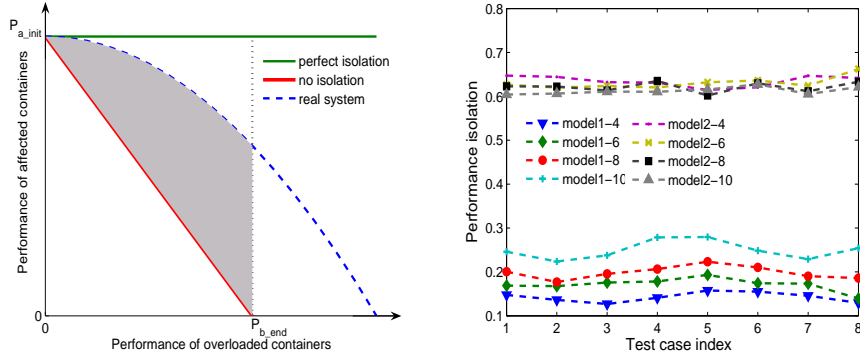 P_a_init
perfect isolation
no isolation
real system
Performance of affected containers
0
0
P_b_end
Performance of overloaded containers
0.8
0.7
0.6
0.5
0.4
0.3
0.2
0.1
Performance isolation
model1-4
model1-6
model1-8
model1-10
model2-4
model2-6
model2-8
model2-10
1 2 3 4 5 6 7 8
Test case index